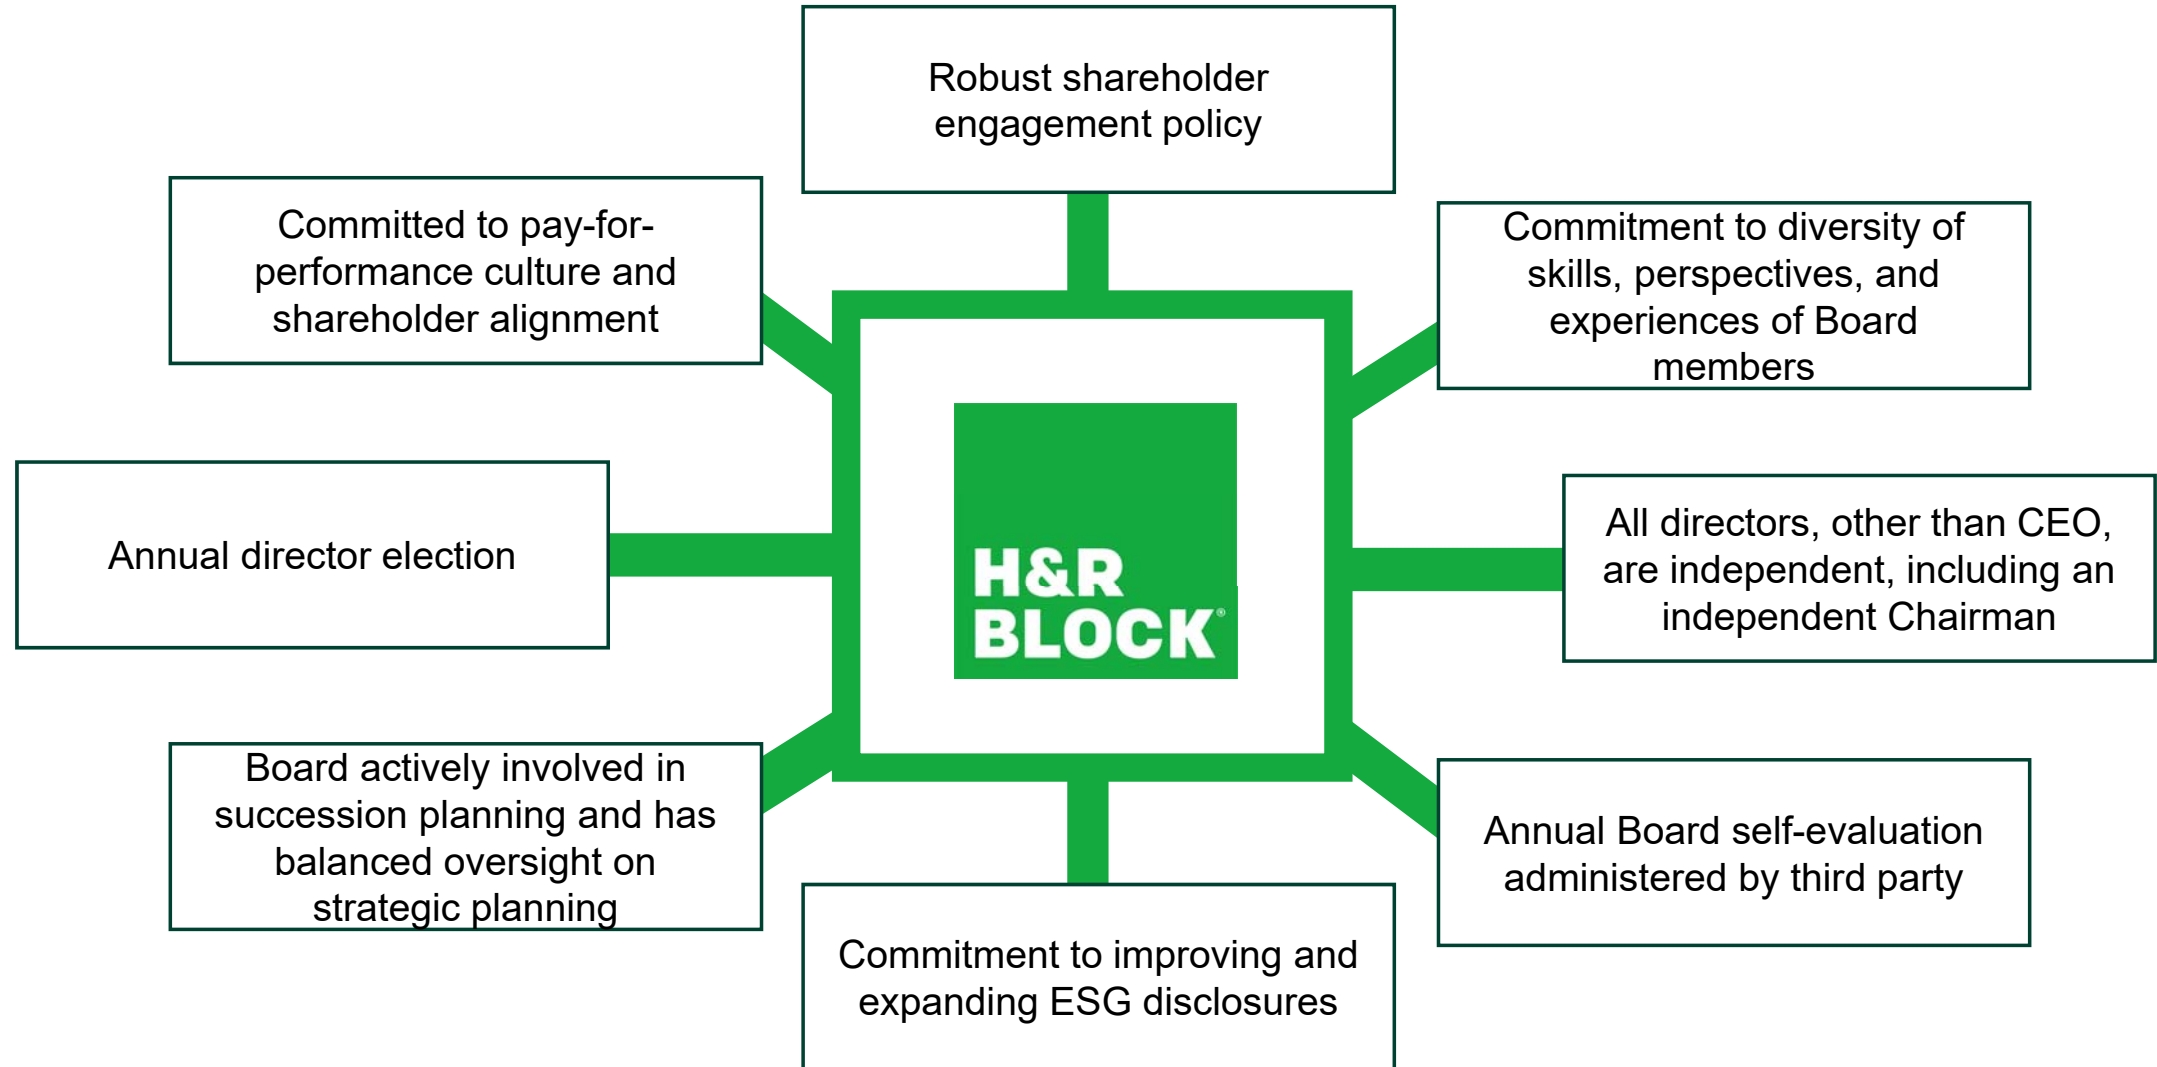 Robust shareholder
engagement policy
Committed to pay-for-
performance culture and
shareholder alignment
Commitment to diversity of
skills, perspectives, and
experiences of Board
members
Annual director election
H&R
BLOCK®
All directors, other than CEO,
are independent, including an
independent Chairman
Board actively involved in
succession planning and has
balanced oversight on
strategic planning
Annual Board self-evaluation
administered by third party
Commitment to improving and
expanding ESG disclosures